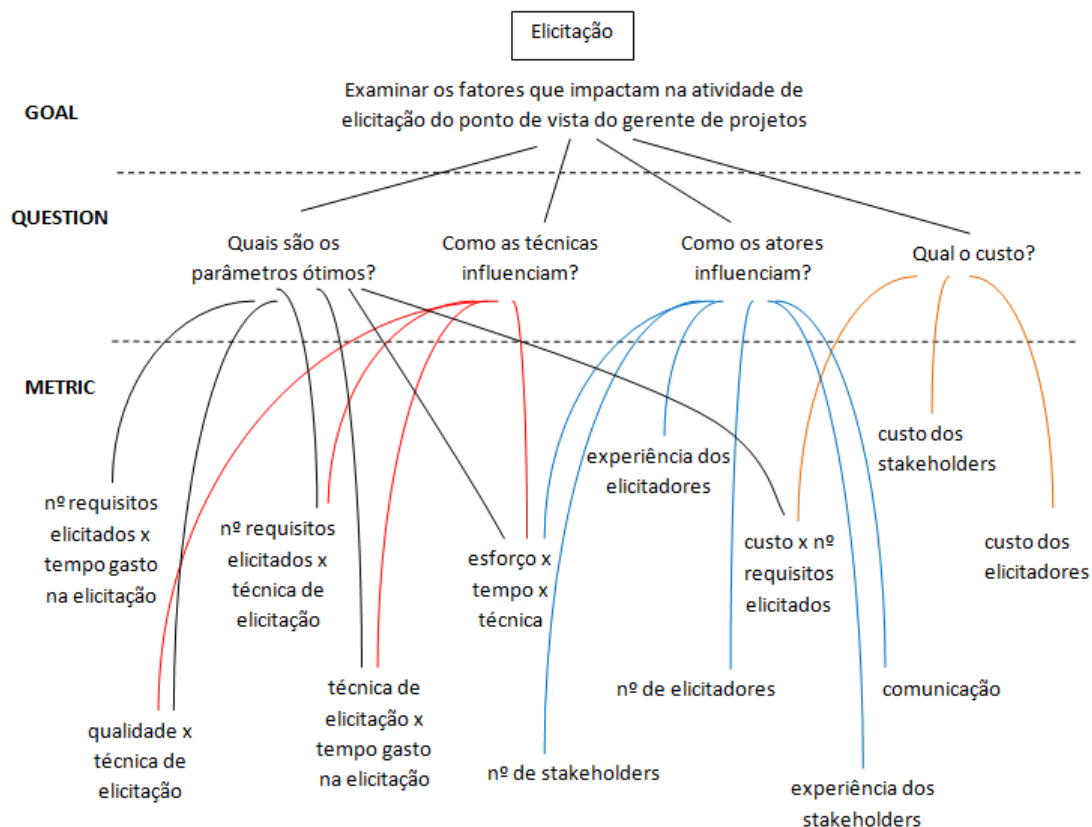 Elicitação
GOAL
Examinar os fatores que impactam na atividade de
elicitação do ponto de vista do gerente de projetos
QUESTION
Quais são os
parâmetros ótimos?
Como as técnicas
influenciam?
Como os atores
influenciam?
Qual o custo?
METRIC
nº requisitos
elicitados x
tempo gasto
na elicitação
nº requisitos
elicitados x
técnica de
elicitação
esforço x
tempo x
técnica
experiência dos
elicitadores
custo x nº
requisitos
elicitados
custo dos
stakeholders
custo dos
elicitadores
qualidade x
técnica de
elicitação
técnica de
elicitação x
tempo gasto
na elicitação
nº de stakeholders
nº de elicitadores
comunicação
experiência dos
stakeholders